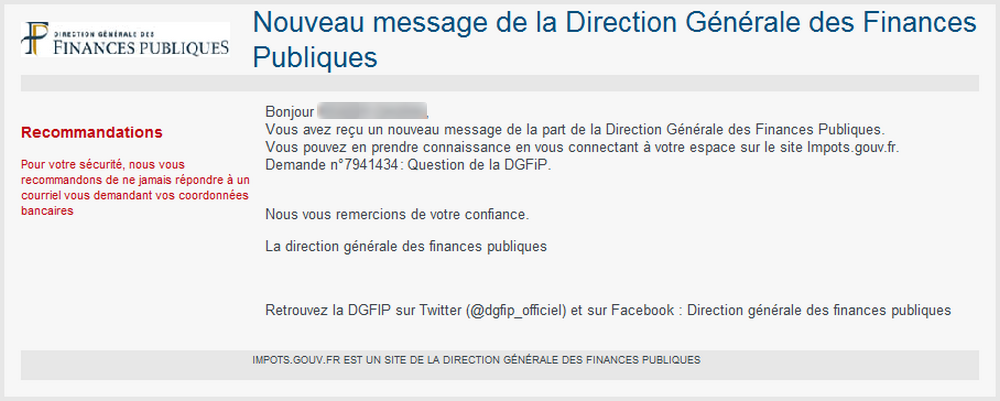 DIRECTION GÉNÉRALE DES
FINANCES PUBLIQUES
Nouveau message de la Direction Générale des Finances
Publiques
Recommandations
Pour votre sécurité, nous vous
recommandons de ne jamais répondre à un
courriel vous demandant vos coordonnées
bancaires
Bonjour ,
Vous avez reçu un nouveau message de la part de la Direction Générale des Finances Publiques.
Vous pouvez en prendre connaissance en vous connectant à votre espace sur le site Impots.gouv.fr.
Demande n°7941434 : Question de la DGFiP.
Nous vous remercions de votre confiance.
La direction générale des finances publiques
Retrouvez la DGFIP sur Twitter (@dgfip_officiel) et sur Facebook : Direction générale des finances publiques
IMPOTS.GOUV.FR EST UN SITE DE LA DIRECTION GÉNÉRALE DES FINANCES PUBLIQUES